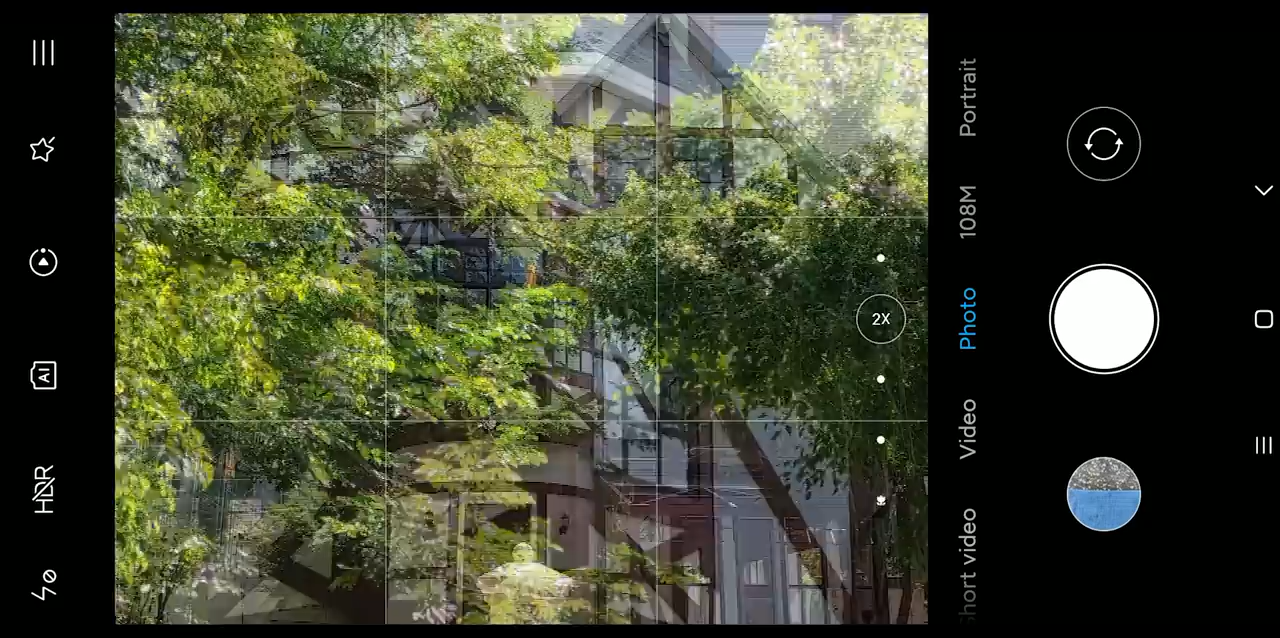 HDR
AI
2X
Portrait
108M
Photo
Video
Short video